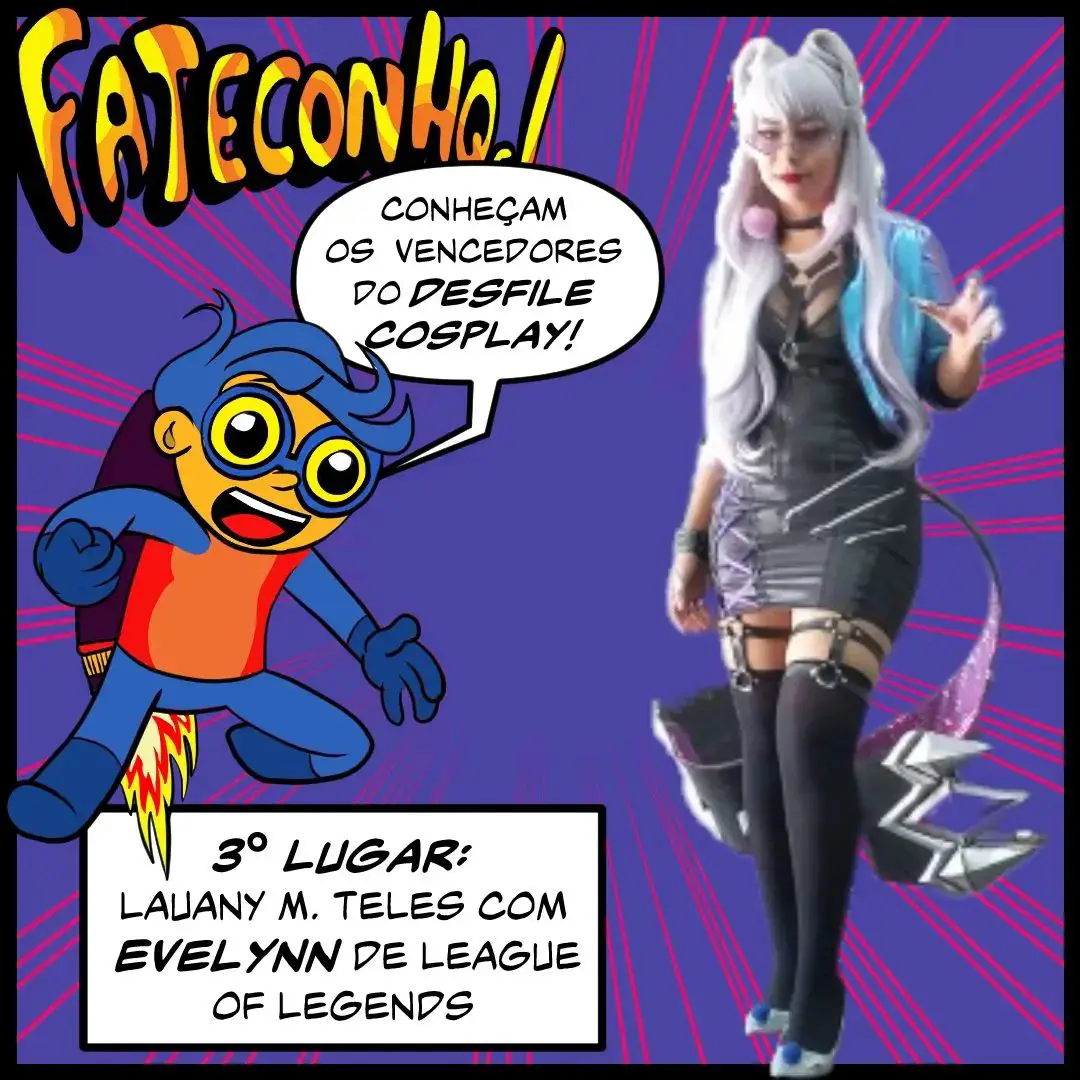 FATECONHQ!
CONHEÇAM
OS VENCEDORES
DO DESFILE
COSPLAY!
3° LUGAR:
LAUANY M. TELES COM
EVELYNN DE LEAGUE
OF LEGENDS